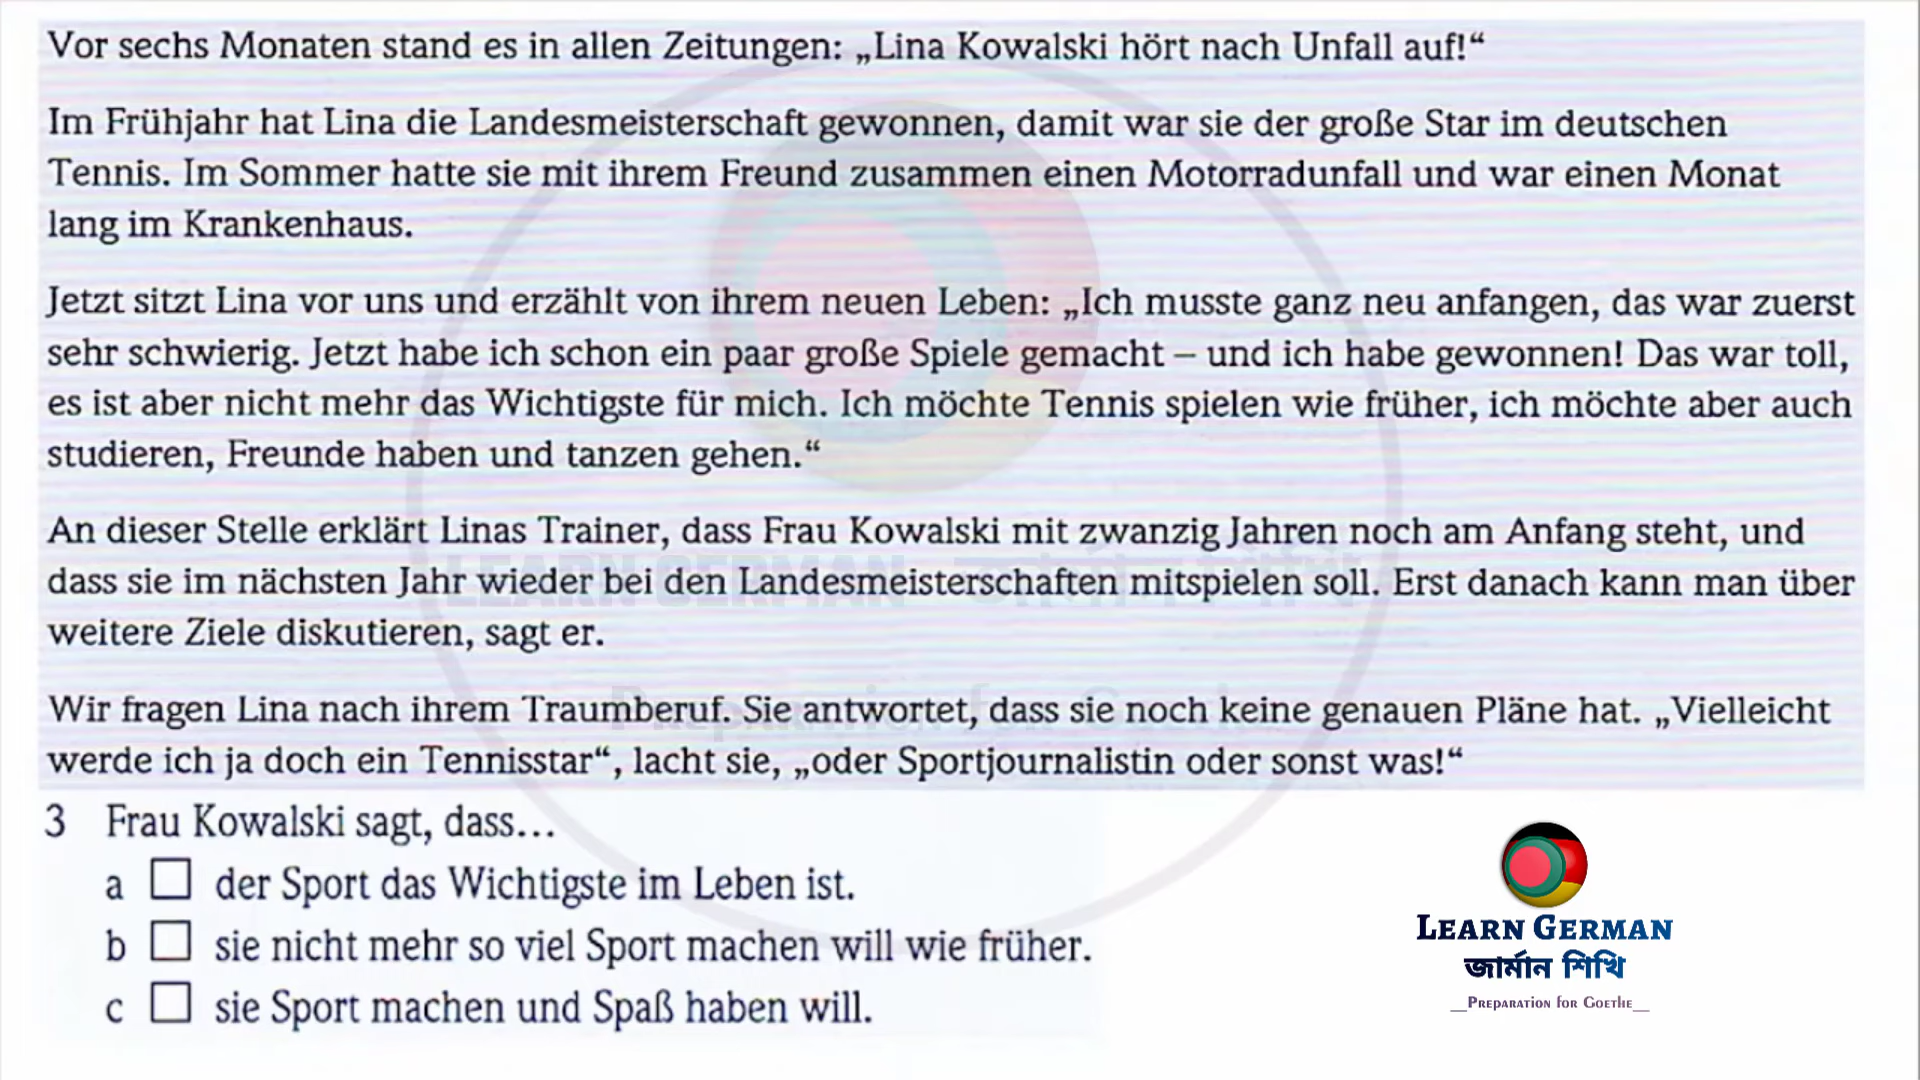 Vor sechs Monaten stand es in allen Zeitungen: „Lina Kowalski hört nach Unfall auf!“
Im Frühjahr hat Lina die Landesmeisterschaft gewonnen, damit war sie der große Star im deutschen
Tennis. Im Sommer hatte sie mit ihrem Freund zusammen einen Motorradunfall und war einen Monat
lang im Krankenhaus.
Jetzt sitzt Lina vor uns und erzählt von ihrem neuen Leben: „Ich musste ganz neu anfangen, das war zuerst
sehr schwierig. Jetzt habe ich schon ein paar große Spiele gemacht – und ich habe gewonnen! Das war toll,
es ist aber nicht mehr das Wichtigste für mich. Ich möchte Tennis spielen wie früher, ich möchte aber auch
studieren, Freunde haben und tanzen gehen.“
An dieser Stelle erklärt Linas Trainer, dass Frau Kowalski mit zwanzig Jahren noch am Anfang steht, und
dass sie im nächsten Jahr wieder bei den Landesmeisterschaften mitspielen soll. Erst danach kann man über
weitere Ziele diskutieren, sagt er.
Wir fragen Lina nach ihrem Traumberuf. Sie antwortet, dass sie noch keine genauen Pläne hat. „Vielleicht
werde ich ja doch ein Tennisstar“, lacht sie, „oder Sportjournalistin oder sonst was!“
3 Frau Kowalski sagt, dass...
a der Sport das Wichtigste im Leben ist.
b sie nicht mehr so viel Sport machen will wie früher.
c sie Sport machen und Spaß haben will.
LEARN GERMAN
জার্মান শিখি
__PREPARATION for GOETHE__